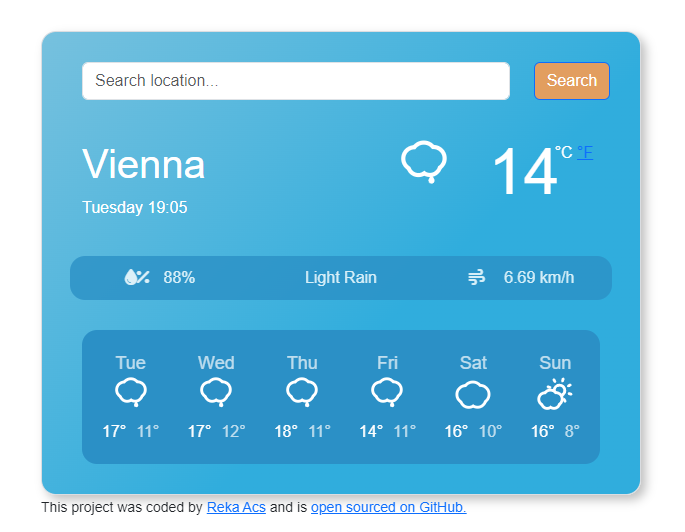 Search location... Search
Vienna 14 °C °F
Tuesday 19:05
88% Light Rain 6.69 km/h
Tue Wed Thu Fri Sat Sun
17° 11° 17° 12° 18° 11° 14° 11° 16° 10° 16° 8°
This project was coded by Reka Acs and is open sourced on GitHub.